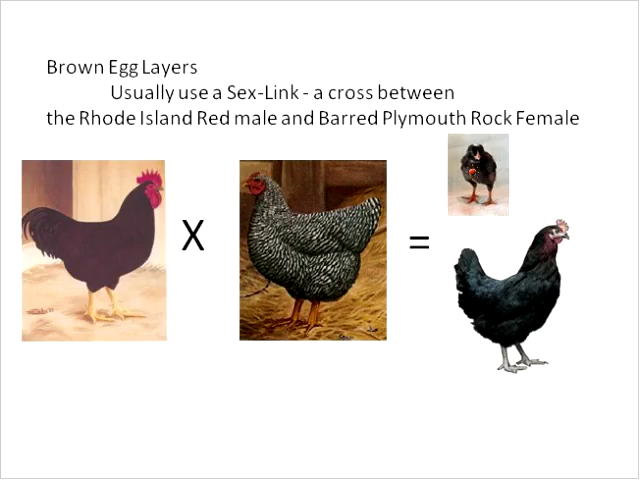 Brown Egg Layers
Usually use a Sex-Link - a cross between
the Rhode Island Red male and Barred Plymouth Rock Female
X
=